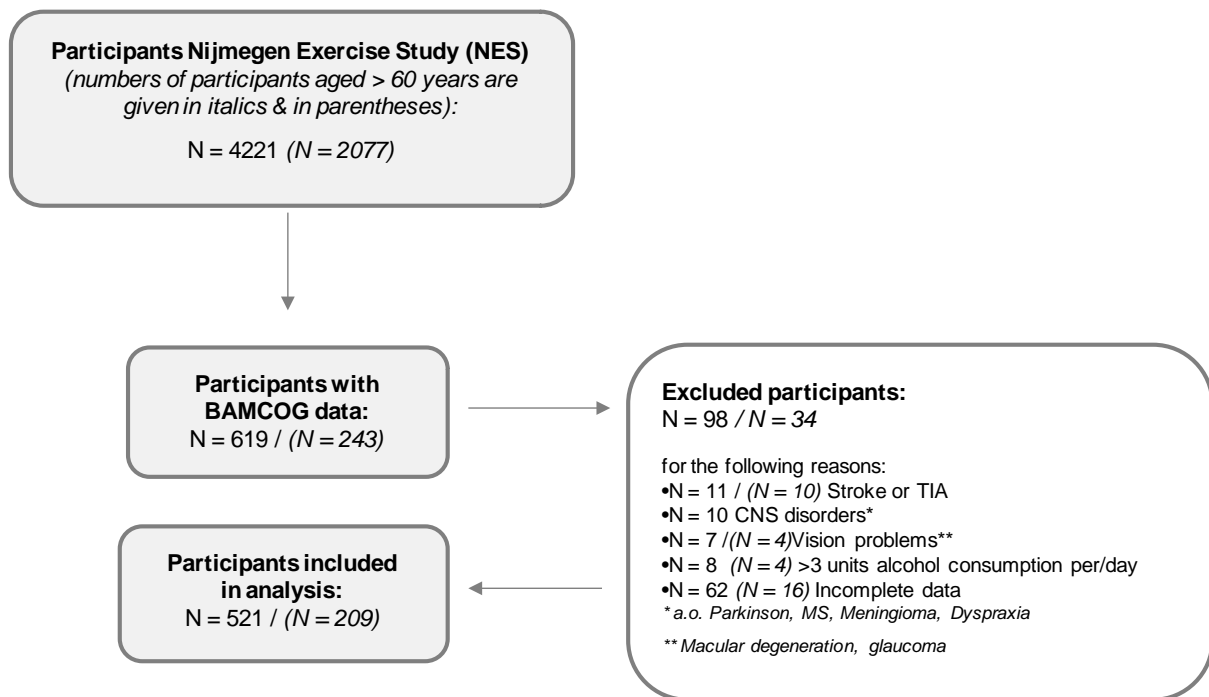 Participants Nijmegen Exercise Study (NES)
(numbers of participants aged > 60 years are
given in italics & in parentheses):
N = 4221 (N = 2077)
Participants with
BAMCOG data:
N = 619 / (N = 243)
Excluded participants:
N = 98 / N = 34
for the following reasons:
•N = 11 / (N = 10) Stroke or TIA
•N = 10 CNS disorders*
•N = 7 /(N = 4)Vision problems**
•N = 8 (N = 4) >3 units alcohol consumption per/day
•N = 62 (N = 16) Incomplete data
*a.o. Parkinson, MS, Meningioma, Dyspraxia
** Macular degeneration, glaucoma
Participants included
in analysis:
N = 521 / (N = 209)